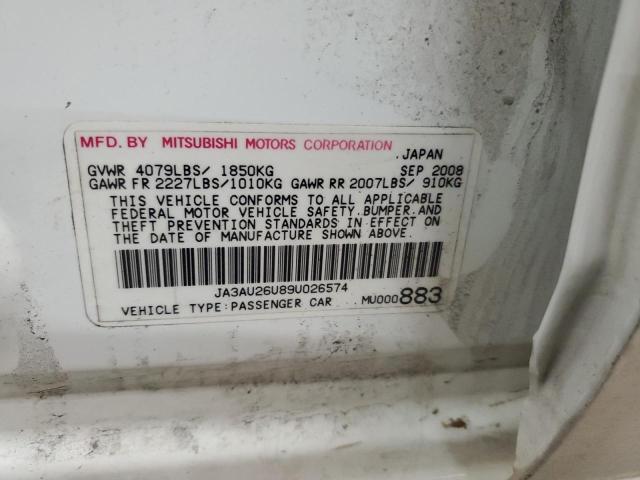 MFD. BY MITSUBISHI MOTORS CORPORATION
, JAPAN
GVWR 4079LBS/ 1850KG SEP 2008
GAWR FR 2227LBS/1010KG GAWR RR 2007LBS/ 910KG
THIS VEHICLE CONFORMS TO ALL APPLICABLE
FEDERAL MOTOR VEHICLE SAFETY, BUMPER, AND
THEFT PREVENTION STANDARDS IN EFFECT ON
THE DATE OF MANUFACTURE SHOWN ABOVE.
JA3AU26U89U026574
VEHICLE TYPE: PASSENGER CAR MU000883